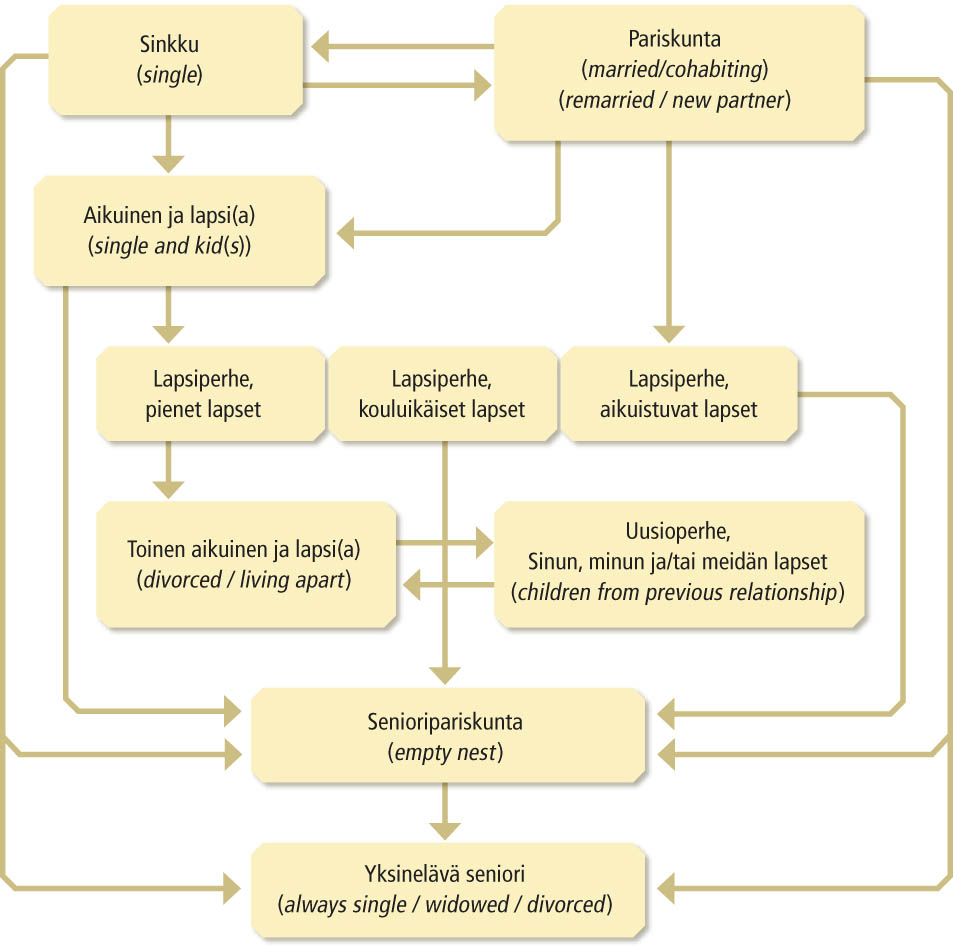 Sinkku
(single)
Pariskunta
(married/cohabiting)
(remarried / new partner)
Aikuinen ja lapsi(a)
(single and kid(s))
Lapsiperhe,
pienet lapset
Lapsiperhe,
kouluikäiset lapset
Lapsiperhe,
aikuistuvat lapset
Toinen aikuinen ja lapsi(a)
(divorced / living apart)
Uusioperhe,
Sinun, minun ja/tai meidän lapset
(children from previous relationship)
Senioripariskunta
(empty nest)
Yksinelävä seniori
(always single / widowed / divorced)